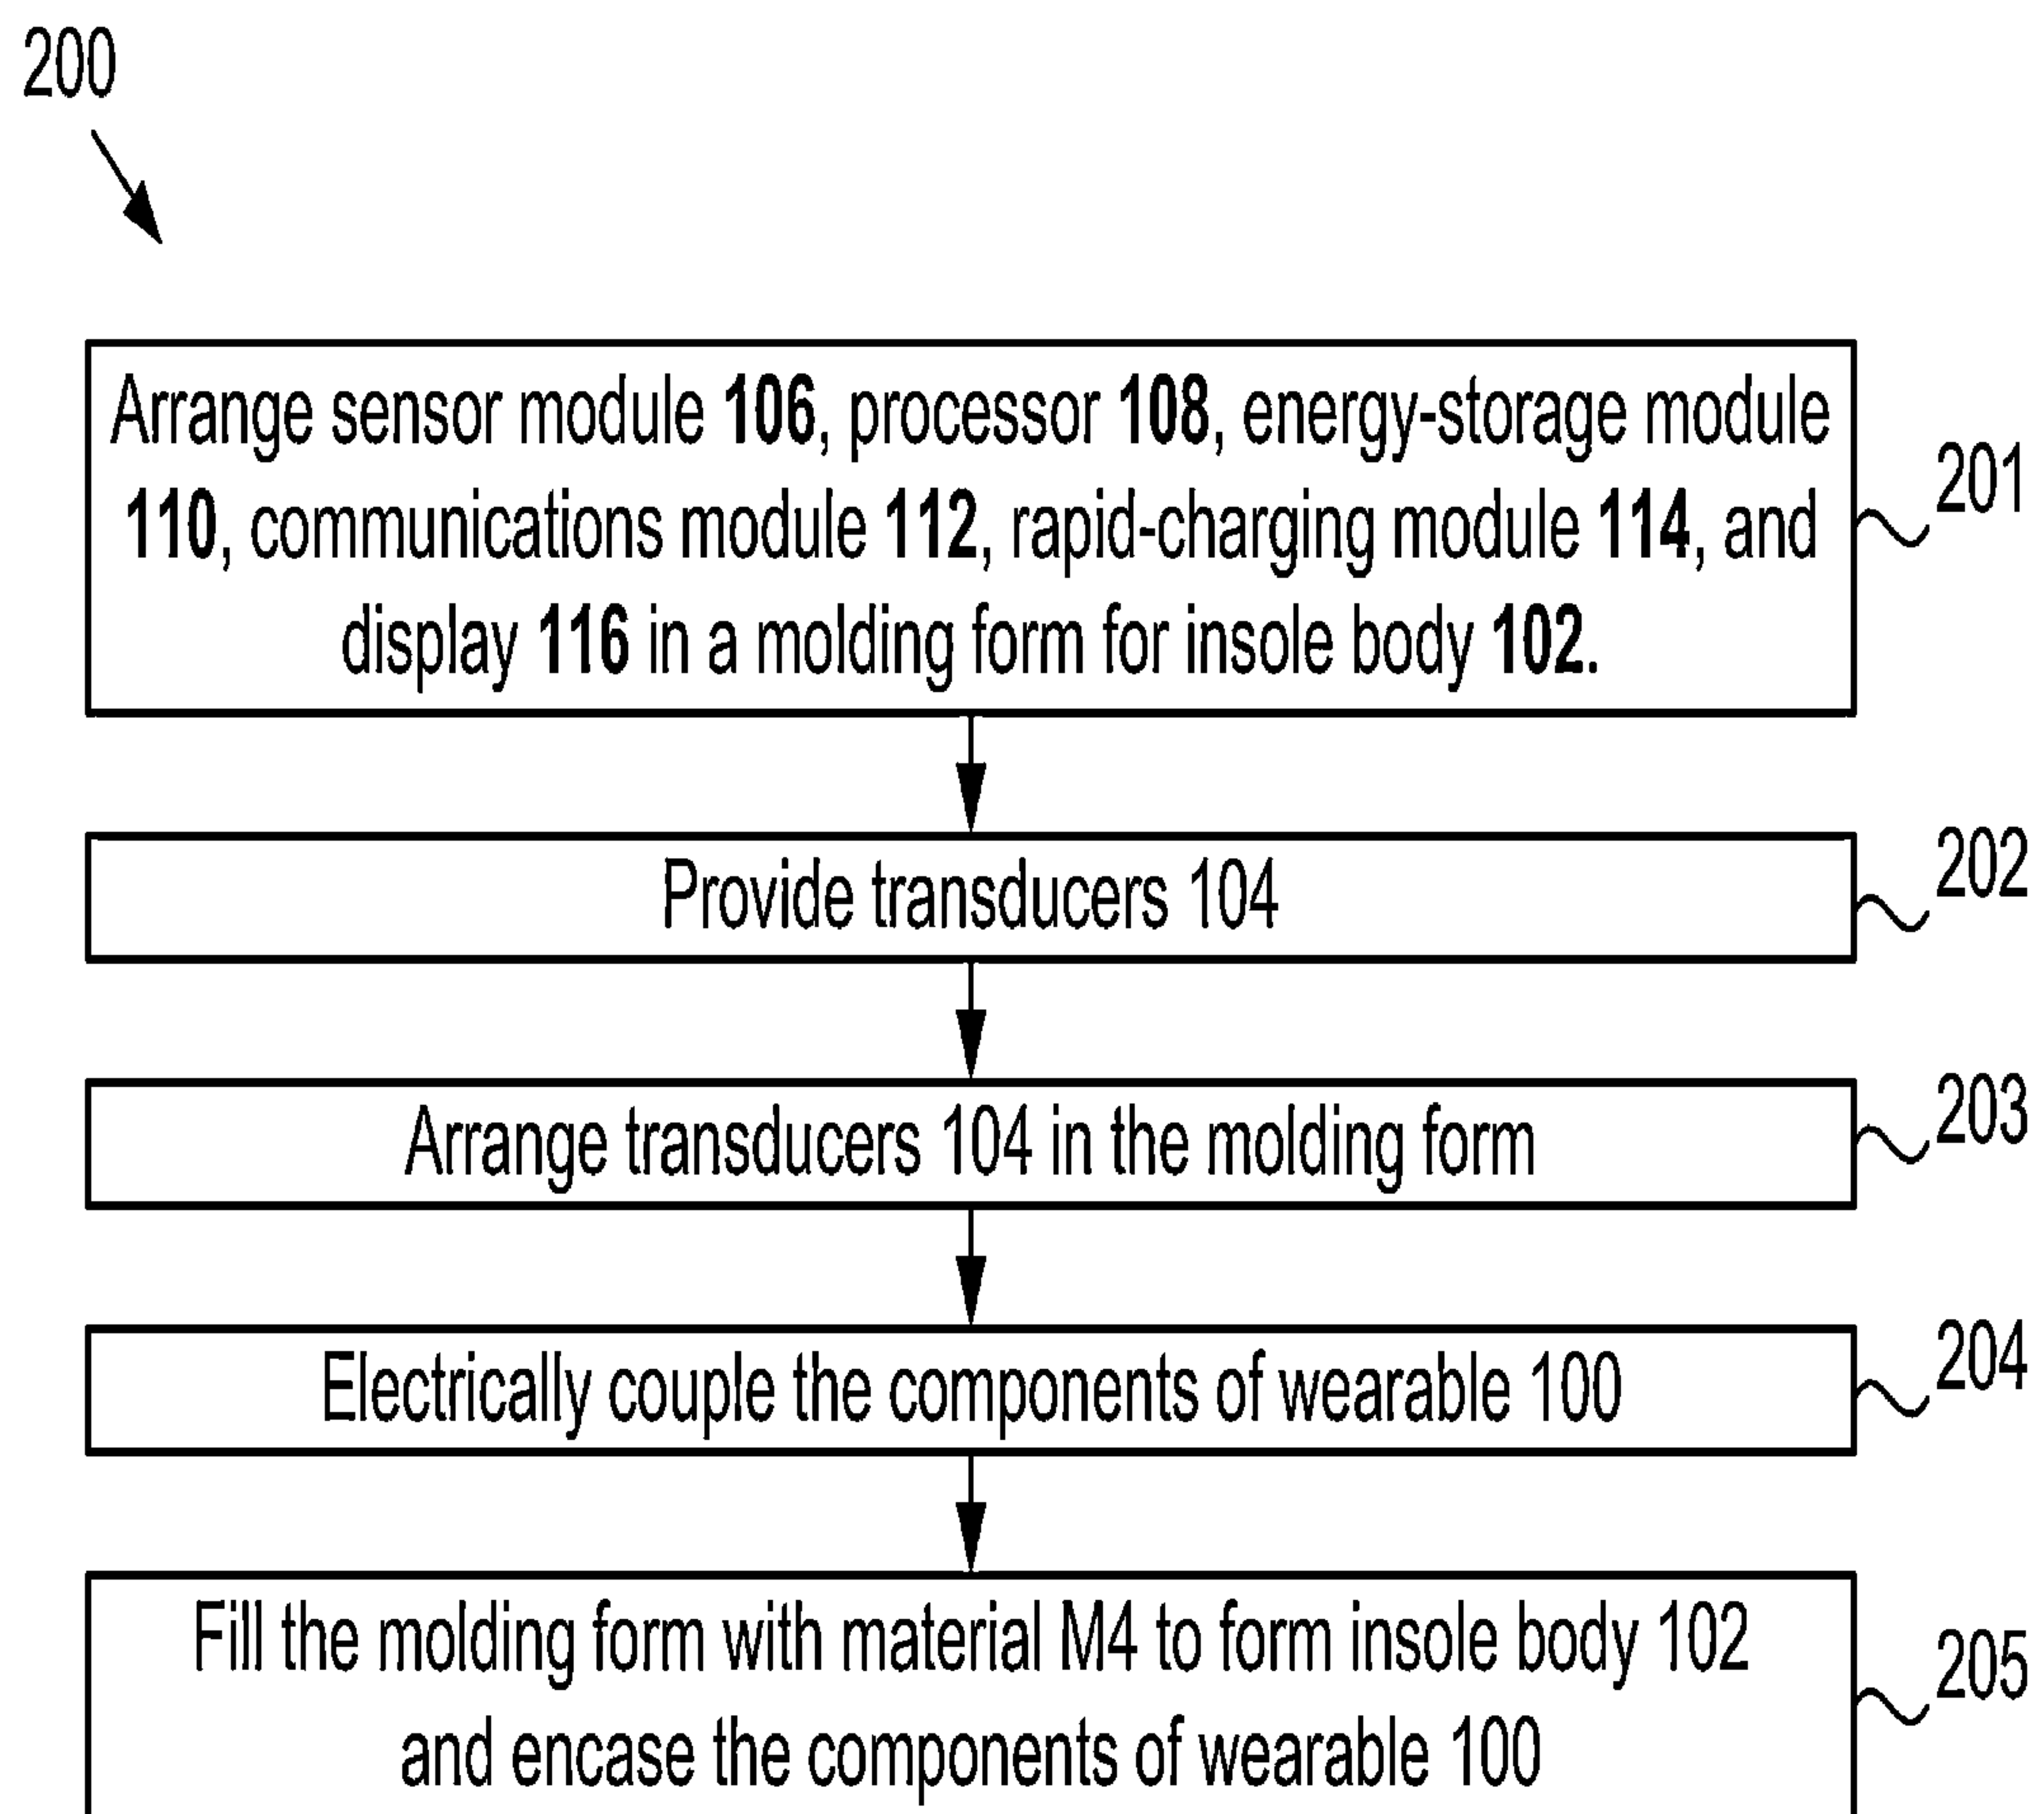 200
Arrange sensor module 106, processor 108, energy-storage module
110, communications module 112, rapid-charging module 114, and
display 116 in a molding form for insole body 102.
201
Provide transducers 104
202
Arrange transducers 104 in the molding form
203
Electrically couple the components of wearable 100
204
Fill the molding form with material M4 to form insole body 102
and encase the components of wearable 100
205